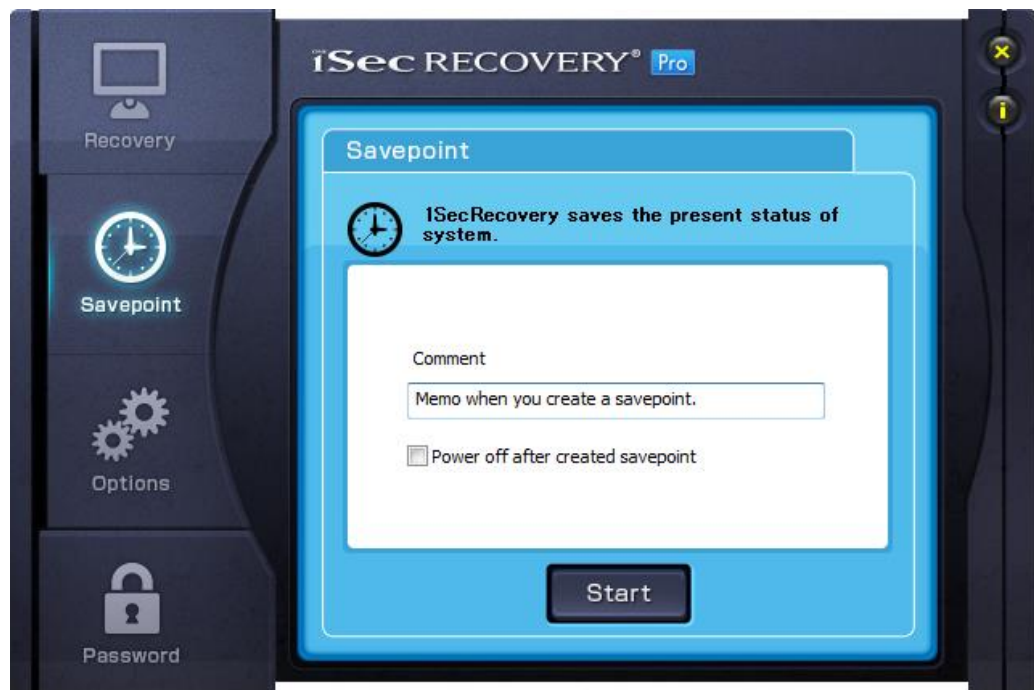 1Sec RECOVERY® Pro
Recovery
Savepoint
Options
Password
Savepoint
1SecRecovery saves the present status of
system.
Comment
Memo when you create a savepoint.
Power off after created savepoint
Start